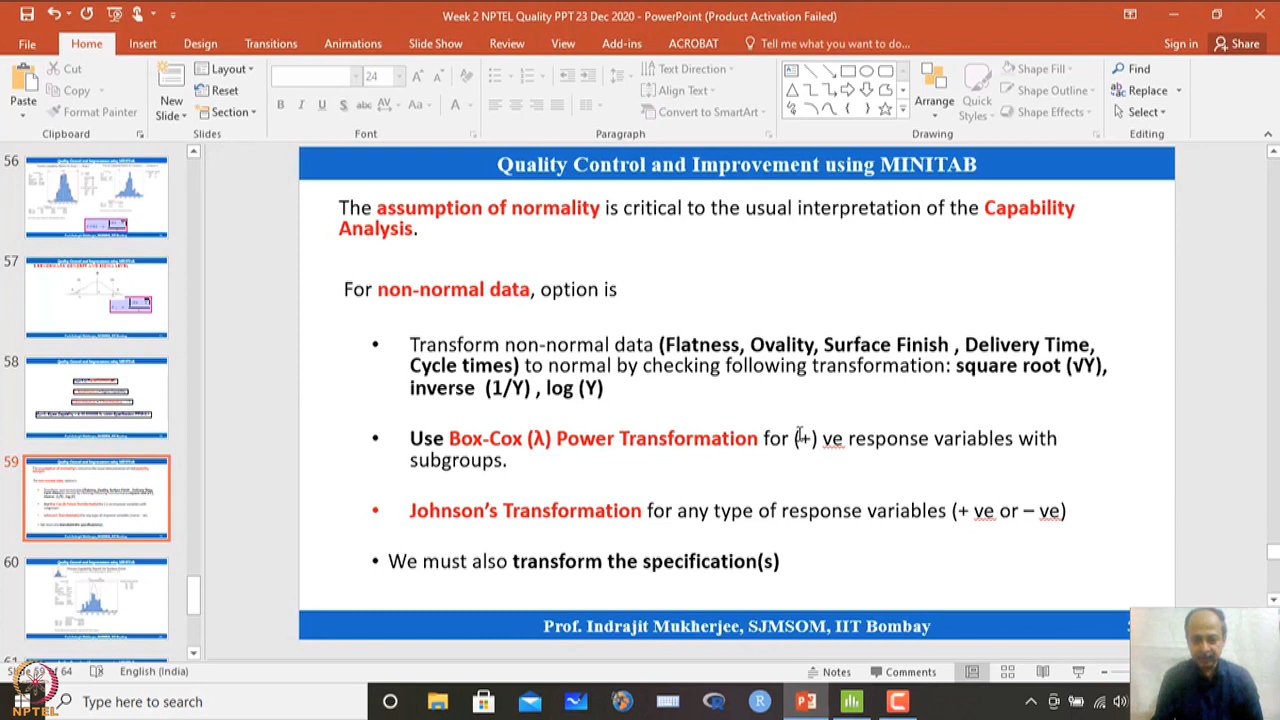 Week 2 NPTEL Quality PPT 23 Dec 2020 - PowerPoint (Product Activation Failed)
File Home Insert Design Transitions Animations Slide Show Review View Add-ins ACROBAT Tell me what you want to do... Sign in Share
Cut
Copy
Format Painter
Paste
Clipboard
New
Slide
Layout
Reset
Section
Slides
24
Font
Text Direction
Align Text
Convert to SmartArt
Paragraph
Arrange
Quick
Styles
Shape Fill
Shape Outline
Shape Effects
Drawing
Find
Replace
Select
Editing
56
57
58
59
60
Quality Control and Improvement using MINITAB
The assumption of normality is critical to the usual interpretation of the Capability
Analysis.
For non-normal data, option is
• Transform non-normal data (Flatness, Ovality, Surface Finish , Delivery Time,
Cycle times) to normal by checking following transformation: square root (√Y),
inverse (1/Y) , log (Y)
• Use Box-Cox (λ) Power Transformation for (+) ve response variables with
subgroups.
• Johnson's Transformation for any type of response variables (+ ve or – ve)
• We must also transform the specification(s)
Prof. Indrajit Mukherjee, SJMSOM, IIT Bombay
Slide 59 of 64 English (India) Notes Comments
NPTEL
Type here to search